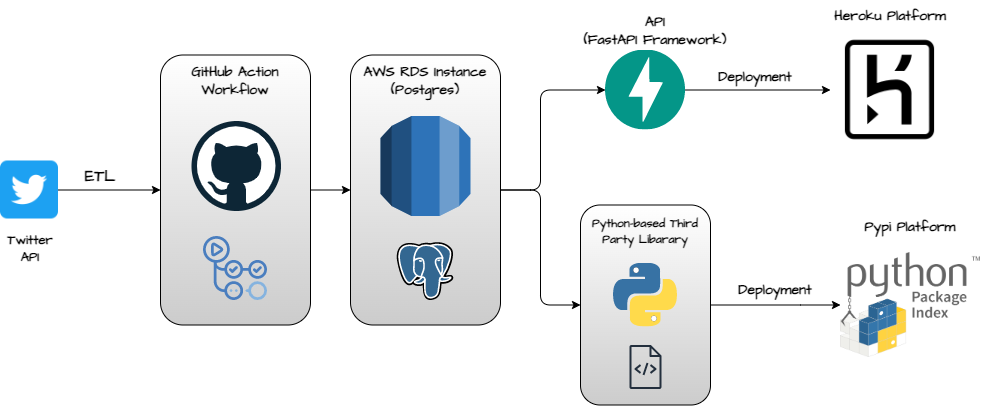 Twitter
API
ETL
GitHub Action
Workflow
AWS RDS Instance
(Postgres)
API
(FastAPI Framework)
Deployment
Heroku Platform
Python-based Third
Party Libarary
</>
Deployment
Pypi Platform
python™
Package
Index